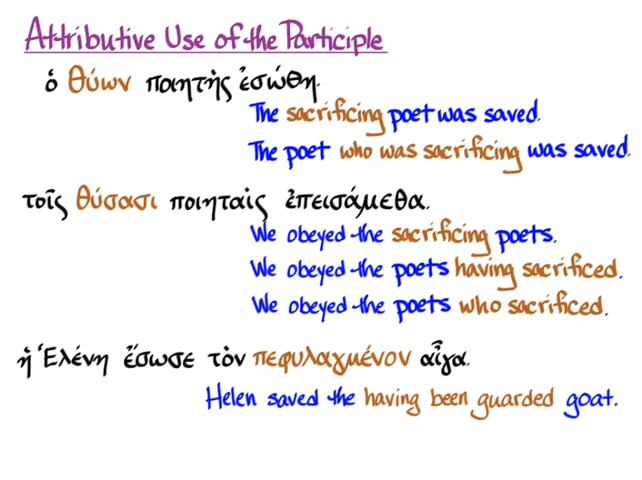 Attributive Use of the Participle
ὁ θύων ποιητὴς ἐσώθη.
The sacrificing poet was saved.
The poet who was sacrificing was saved.
τοῖς θύσασι ποιηταῖς ἐπεισάμεθα.
We obeyed the sacrificing poets.
We obeyed the poets having sacrificed.
We obeyed the poets who sacrificed.
ἡ Ἑλένη ἔσωσε τὸν πεφυλαγμένον αἶγα.
Helen saved the having been guarded goat.